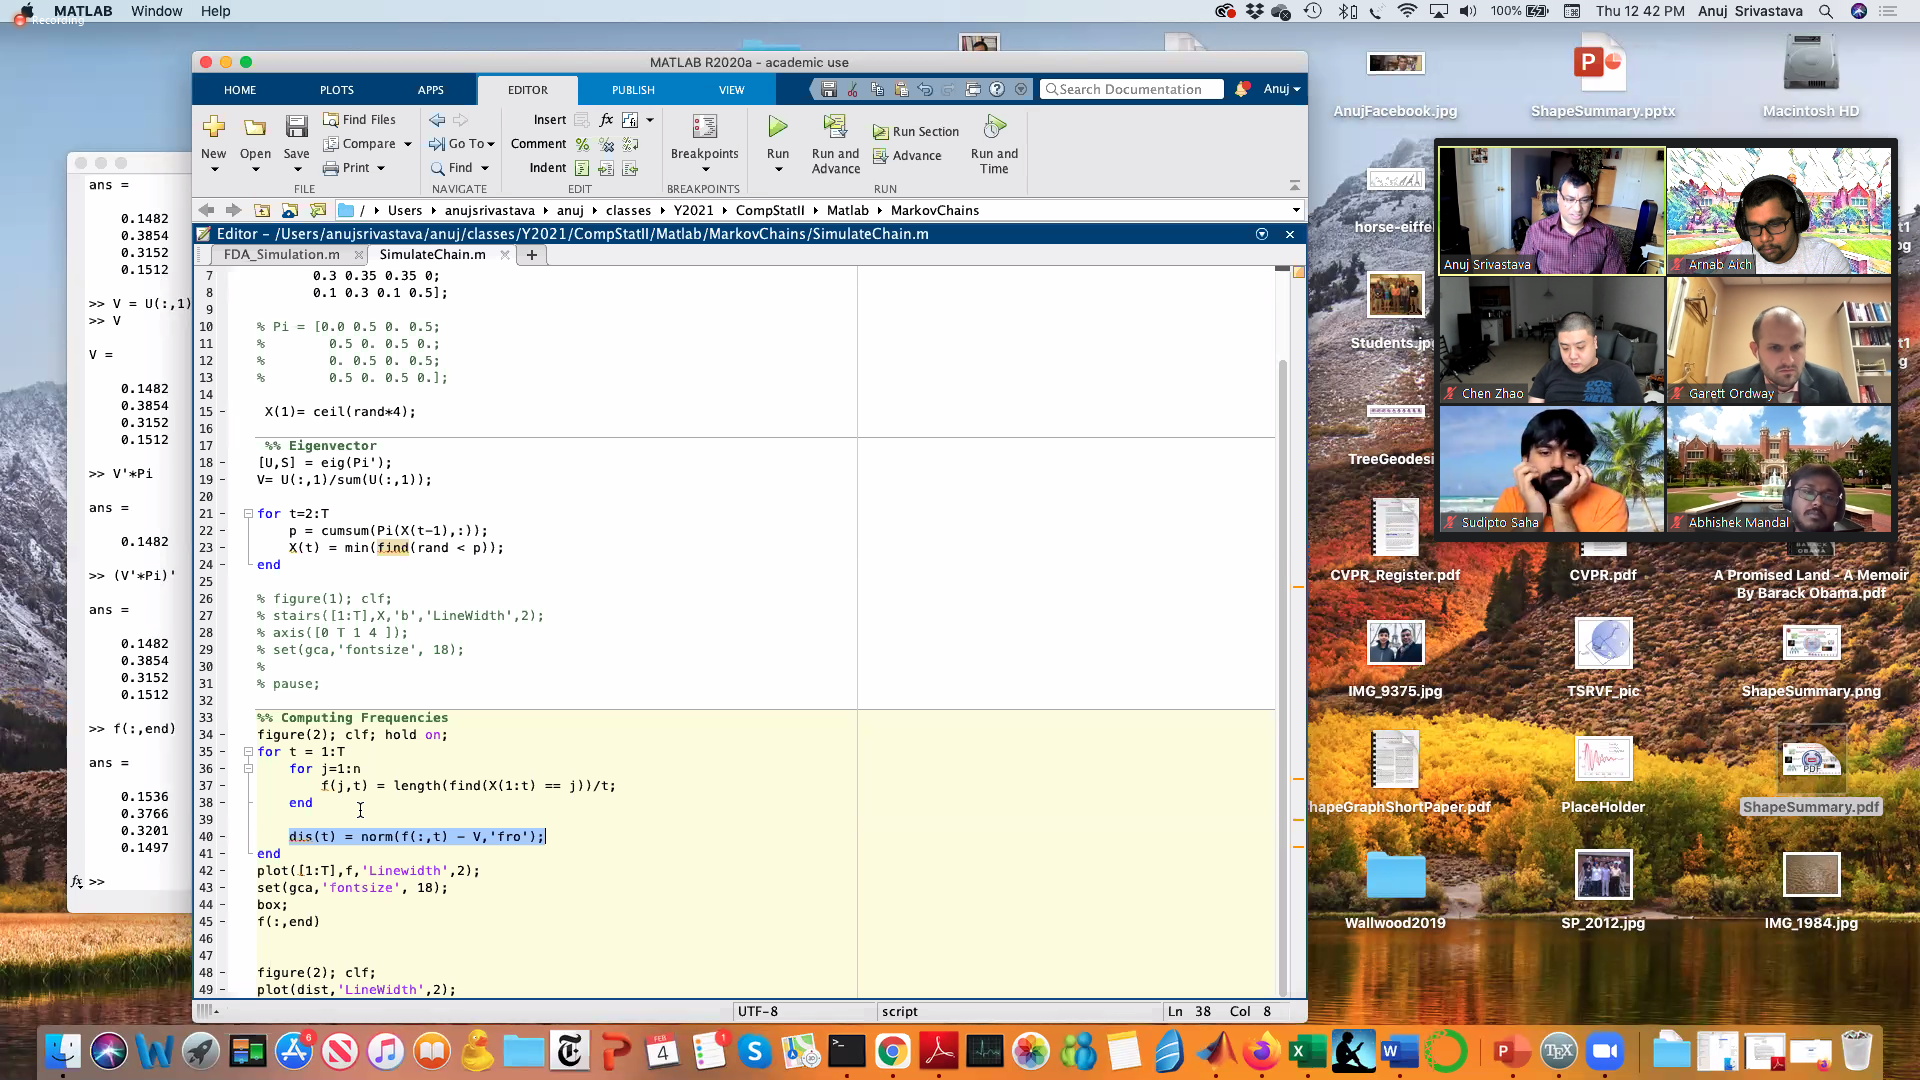 MATLAB Window Help
Recording
100% Thu 12 42 PM Anuj Srivastava
MATLAB R2020a - academic use
HOME PLOTS APPS EDITOR PUBLISH VIEW
Search Documentation
Anuj
New Open Save
Find Files
Compare
Print
Go To
Find
Insert
Comment
Indent
Breakpoints
Run
Run and Advance
Run Section
Advance
Run and Time
FILE NAVIGATE EDIT BREAKPOINTS RUN
/ Users anujsrivastava anuj classes Y2021 CompStatII Matlab MarkovChains
Editor - /Users/anujsrivastava/anuj/classes/Y2021/CompStatII/Matlab/MarkovChains/SimulateChain.m
FDA_Simulation.m SimulateChain.m
7 0.3 0.35 0.35 0;
8 - 0.1 0.3 0.1 0.5];
9
10 % Pi = [0.0 0.5 0. 0.5;
11 % 0.5 0. 0.5 0.;
12 % 0. 0.5 0. 0.5;
13 % 0.5 0. 0.5 0.];
14
15 - X(1)= ceil(rand*4);
16
17 %% Eigenvector
18 - [U,S] = eig(Pi');
19 - V= U(:,1)/sum(U(:,1));
20
21 - for t=2:T
22 - p = cumsum(Pi(X(t-1),:));
23 - X(t) = min(find(rand < p));
24 - end
25
26 % figure(1); clf;
27 % stairs([1:T],X,'b','LineWidth',2);
28 % axis([0 T 1 4 ]);
29 % set(gca,'fontsize', 18);
30 %
31 % pause;
32
33 %% Computing Frequencies
34 - figure(2); clf; hold on;
35 - for t = 1:T
36 - for j=1:n
37 - f(j,t) = length(find(X(1:t) == j))/t;
38 - end
39
40 - dis(t) = norm(f(:,t) - V,'fro');
41 - end
42 - plot([1:T],f,'Linewidth',2);
43 - set(gca,'fontsize', 18);
44 - box;
45 - f(:,end)
46
47
48 - figure(2); clf;
49 - plot(dist,'LineWidth',2);
UTF-8 script Ln 38 Col 8
ans =
0.1482
0.3854
0.3152
0.1512
>> V = U(:,1)
>> V
V =
0.1482
0.3854
0.3152
0.1512
>> V'*Pi
ans =
0.1482
>> (V'*Pi)'
ans =
0.1482
0.3854
0.3152
0.1512
>> f(:,end)
ans =
0.1536
0.3766
0.3201
0.1497
fx >>
AnujFacebook.jpg
ShapeSummary.pptx
Macintosh HD
horse-eiffe
Students.jp
TreeGeodesi
Anuj Srivastava
Arnab Aich
Chen Zhao
Garett Ordway
Sudipto Saha
Abhishek Mandal
CVPR_Register.pdf
CVPR.pdf
A Promised Land - A Memoir
By Barack Obama.pdf
IMG_9375.jpg
TSRVF_pic
ShapeSummary.png
hapeGraphShortPaper.pdf
PlaceHolder
PDF
ShapeSummary.pdf
Wallwood2019
SP_2012.jpg
IMG_1984.jpg
FEB
4
TEX